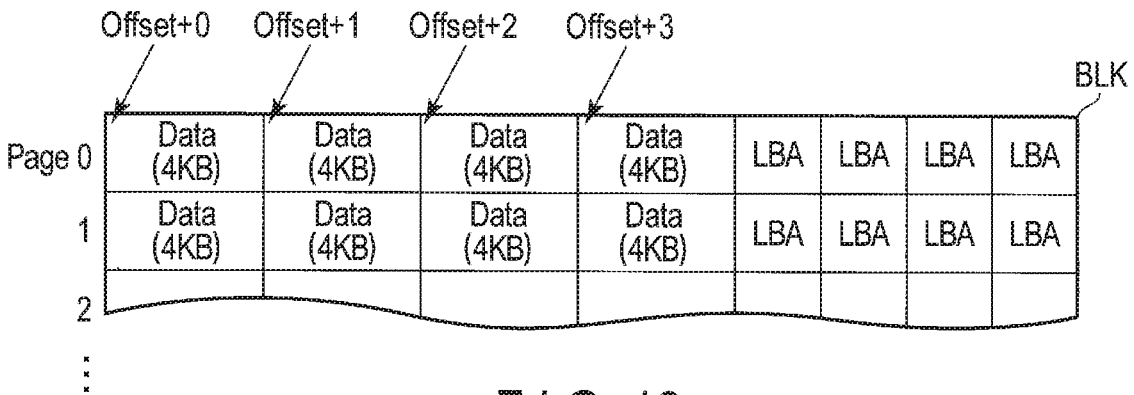 Offset+0 Offset+1 Offset+2 Offset+3
BLK
Page 0 Data (4KB) Data (4KB) Data (4KB) Data (4KB) LBA LBA LBA LBA
1 Data (4KB) Data (4KB) Data (4KB) Data (4KB) LBA LBA LBA LBA
2